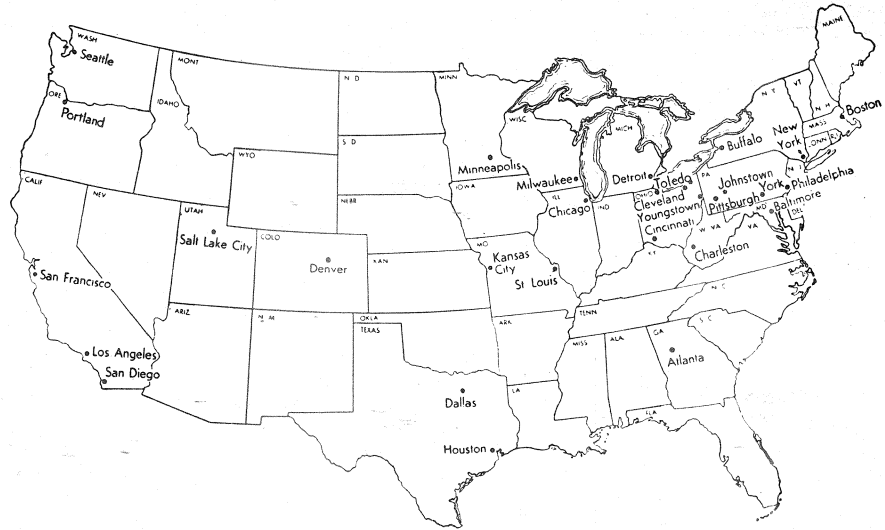 WASH
Seattle
MONT
N D
MINN
MAINE
ORE
Portland
IDAHO
WISC
MICH
N Y
VT
N H
MASS
Boston
CONN
R I
New
York
Buffalo
S D
WYO
Minneapolis
Milwaukee
Detroit
Toledo
PA
Johnstown
N J
York
Philadelphia
CALIF
NEV
NEBR
IOWA
ILL
Chicago
IND
OHIO
Cleveland
Youngstown
Pittsburgh
Cincinnati
MD
Baltimore
DEL
UTAH
Salt Lake City
COLO
Denver
KAN
MO
Kansas
City
St Louis
KY
W VA
VA
Charleston
San Francisco
ARIZ
N M
OKLA
TEXAS
ARK
TENN
N C
S C
MISS
ALA
GA
Atlanta
Los Angeles
San Diego
Dallas
LA
Houston
FLA